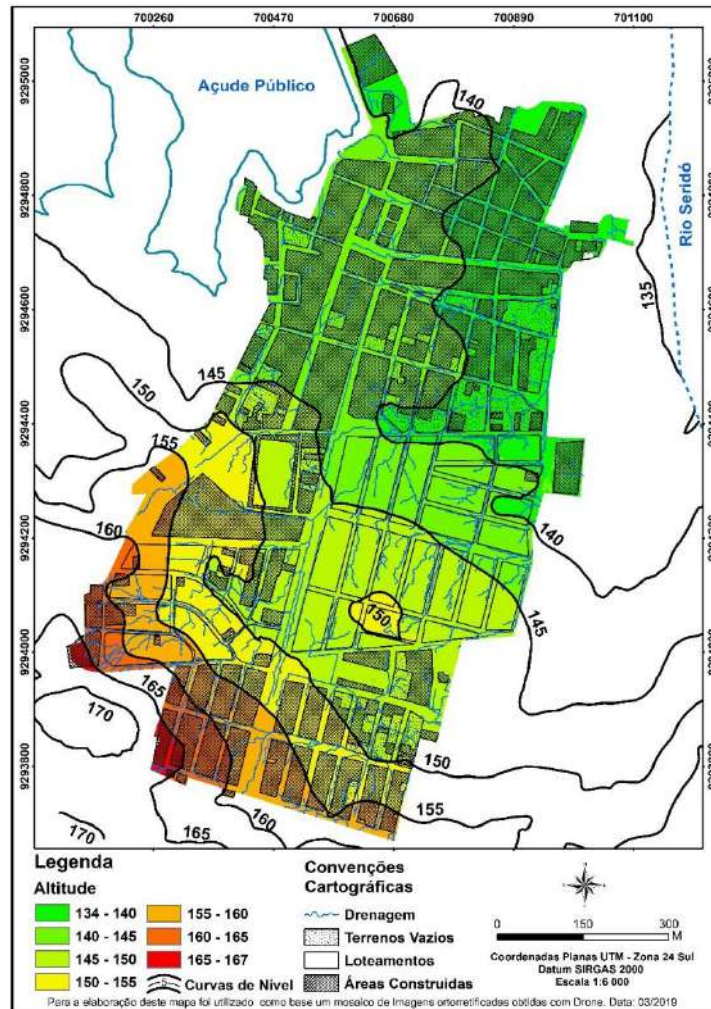 700260 700470 700680 700890 701100
9295000
Açude Público
140
9294800
Rio Seridó
135
9294600
145
150
9294400
155
140
160
9294200
145
150
9294000
165
170
150
9293800
155
170
165
160
155
Legenda
Altitude
134 - 140
155 - 160
140 - 145
160 - 165
145 - 150
165 - 167
150 - 155
5
Curvas de Nível
Convenções
Cartográficas
Drenagem
Terrenos Vazios
Loteamentos
Áreas Construidas
0 150 300
M
Coordenadas Planas UTM - Zona 24 Sul
Datum SIRGAS 2000
Escala 1:6 000
Para a elaboração deste mapa foi utilizado como base um mosaico de Imagens ortorretificadas obtidas com Drone. Data: 03/2019